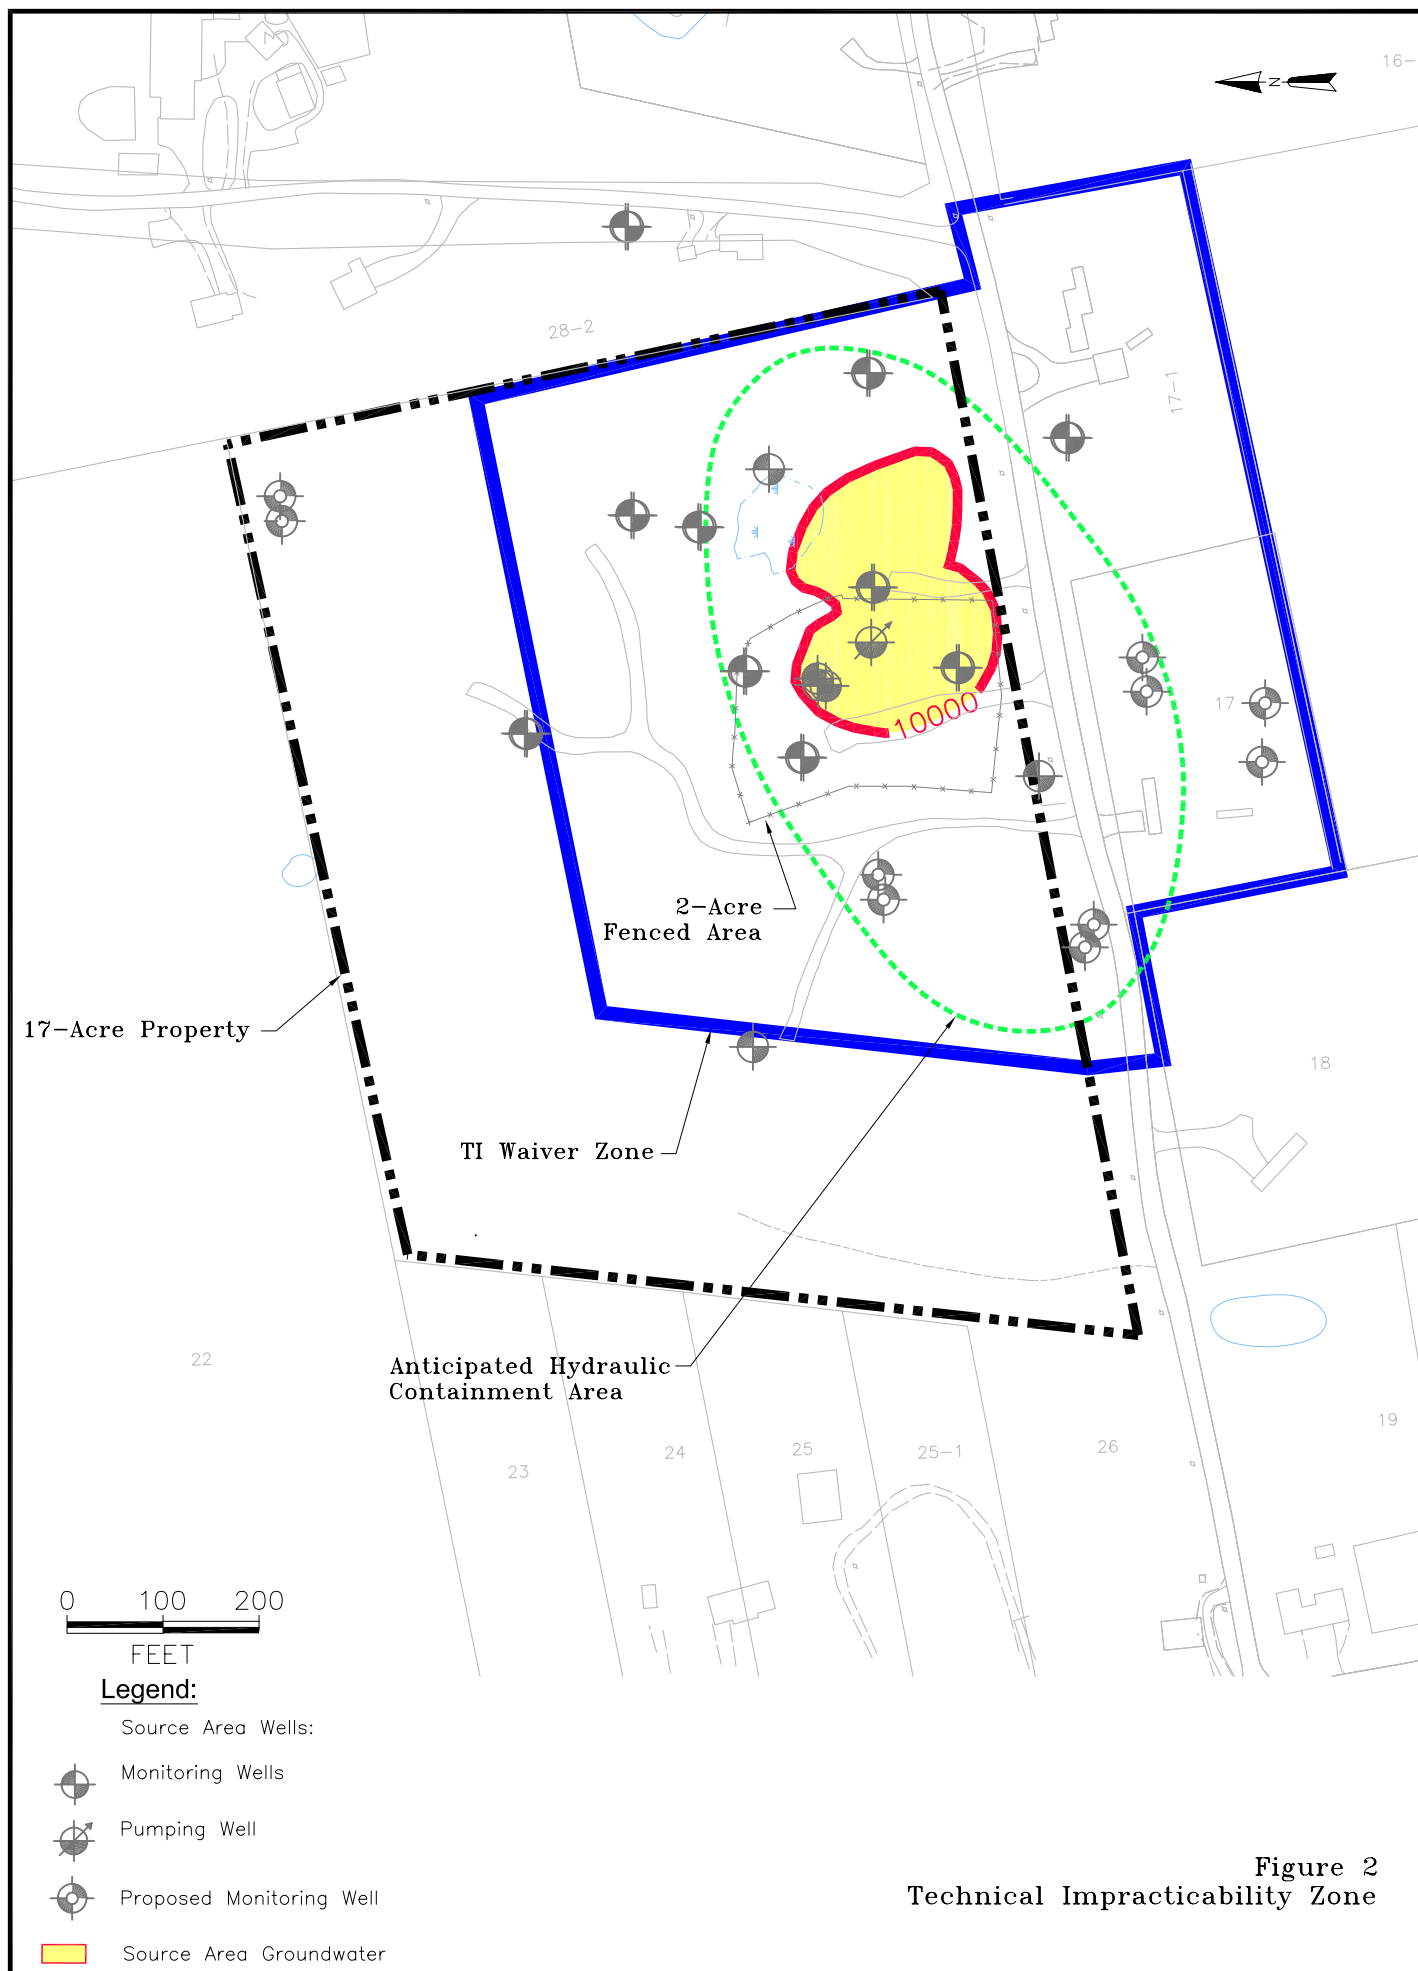 16-
N
28-2
17-1
17
10000
2-Acre
Fenced Area
17-Acre Property
18
TI Waiver Zone
22
Anticipated Hydraulic
Containment Area
19
23
24
25
25-1
26
0 100 200
FEET
Legend:
Source Area Wells:
Monitoring Wells
Pumping Well
Proposed Monitoring Well
Source Area Groundwater
Figure 2
Technical Impracticability Zone